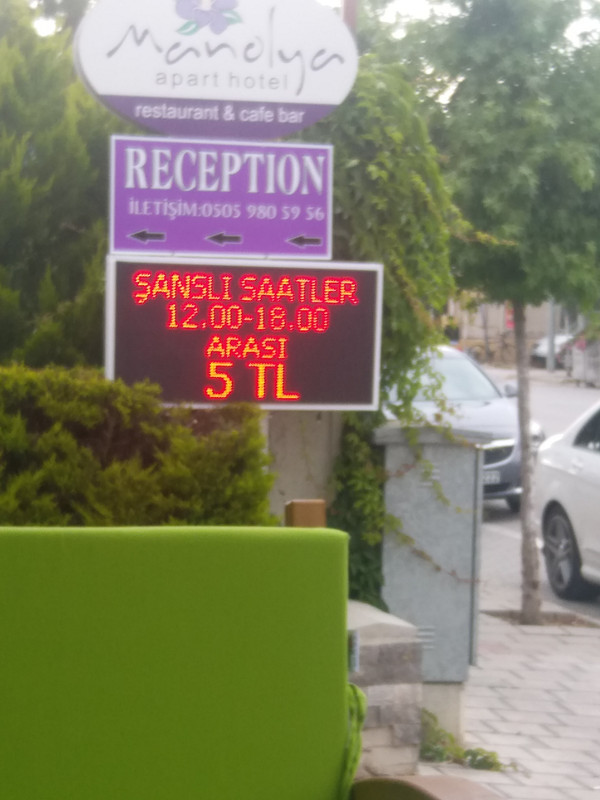 Manolya
apart hotel
restaurant & cafe bar
RECEPTION
İLETİŞİM:0505 980 59 56
ŞANSLI SAATLER
12.00-18.00
ARASI
5 TL